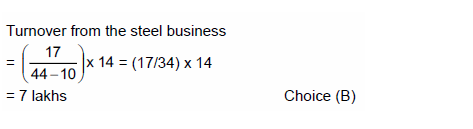 Turnover from the steel business
= (17 / 44 – 10) x 14 = (17/34) x 14
= 7 lakhs Choice (B)